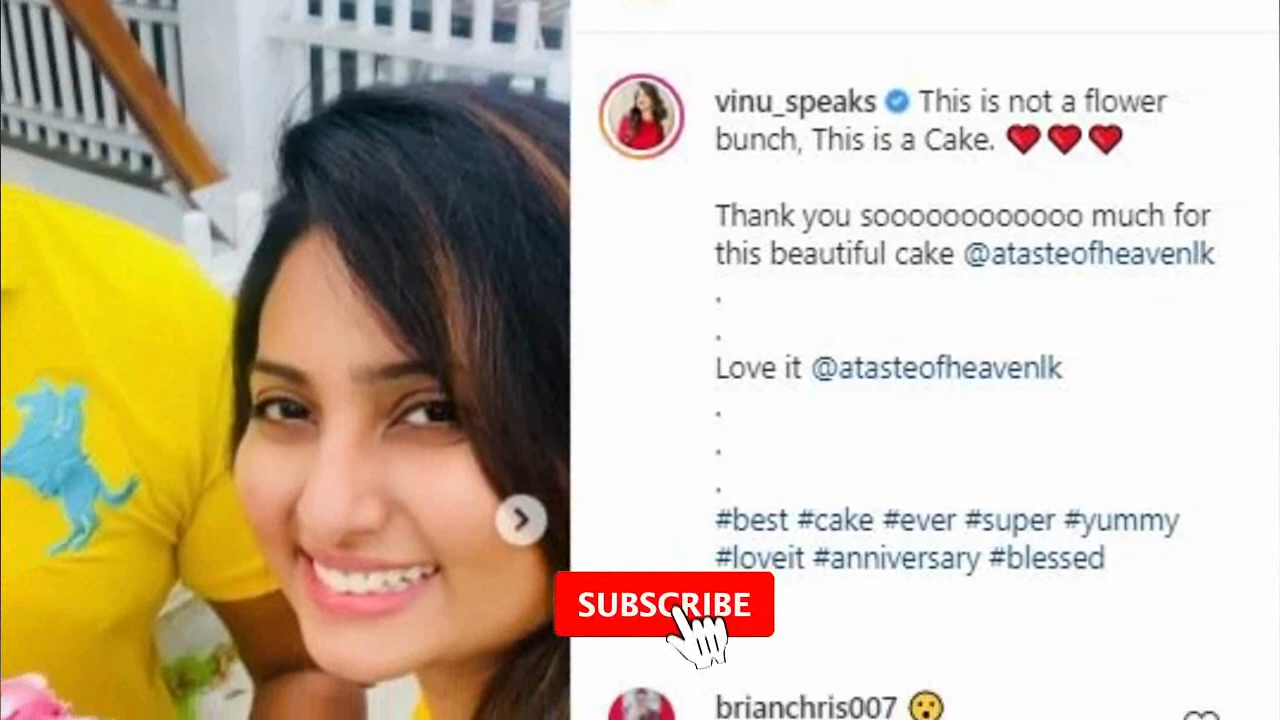 vinu_speaks This is not a flower
bunch, This is a Cake. ❤️❤️❤️
Thank you soooooooooooo much for
this beautiful cake @atasteofheavenlk
.
.
Love it @atasteofheavenlk
.
.
.
#best #cake #ever #super #yummy
#loveit #anniversary #blessed
SUBSCRIBE
brianchris007 😮